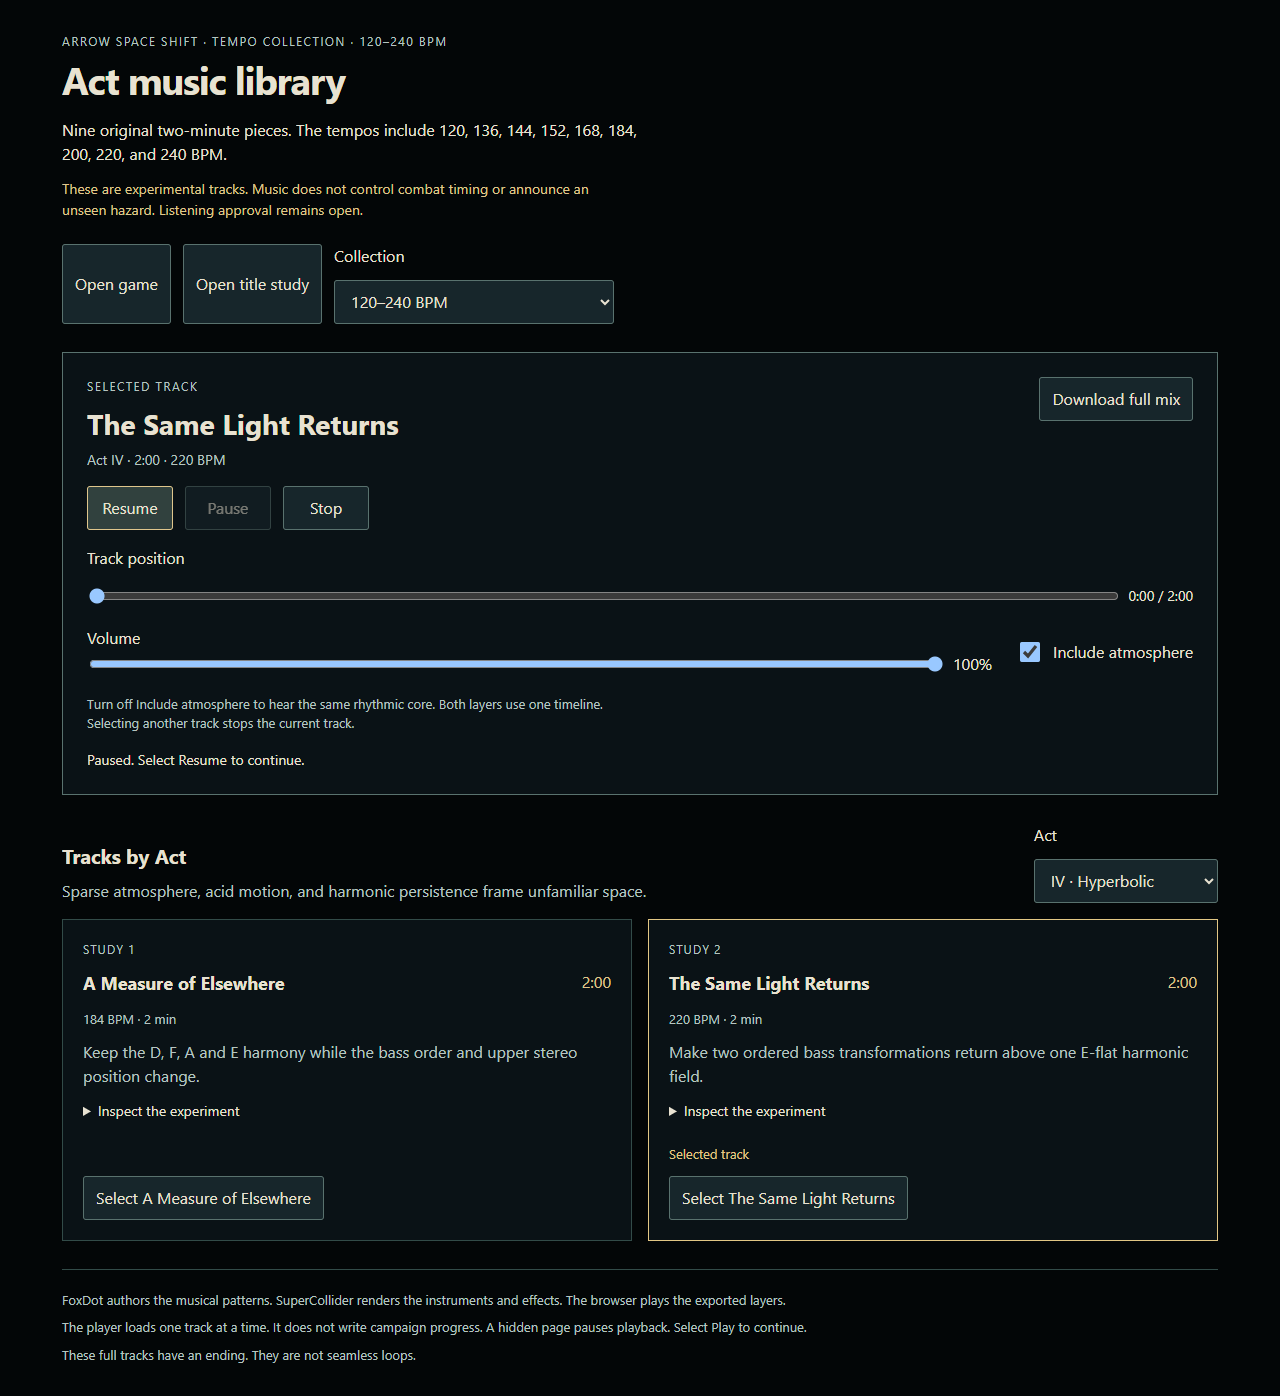 ARROW SPACE SHIFT · TEMPO COLLECTION · 120–240 BPM
Act music library
Nine original two-minute pieces. The tempos include 120, 136, 144, 152, 168, 184,
200, 220, and 240 BPM.
These are experimental tracks. Music does not control combat timing or announce an
unseen hazard. Listening approval remains open.
Open game
Open title study
Collection
120–240 BPM
SELECTED TRACK
Download full mix
The Same Light Returns
Act IV · 2:00 · 220 BPM
Resume
Pause
Stop
Track position
0:00 / 2:00
Volume
100%
Include atmosphere
Turn off Include atmosphere to hear the same rhythmic core. Both layers use one timeline.
Selecting another track stops the current track.
Paused. Select Resume to continue.
Tracks by Act
Sparse atmosphere, acid motion, and harmonic persistence frame unfamiliar space.
Act
IV · Hyperbolic
STUDY 1
A Measure of Elsewhere
2:00
184 BPM · 2 min
Keep the D, F, A and E harmony while the bass order and upper stereo
position change.
Inspect the experiment
Select A Measure of Elsewhere
STUDY 2
The Same Light Returns
2:00
220 BPM · 2 min
Make two ordered bass transformations return above one E-flat harmonic
field.
Inspect the experiment
Selected track
Select The Same Light Returns
FoxDot authors the musical patterns. SuperCollider renders the instruments and effects. The browser plays the exported layers.
The player loads one track at a time. It does not write campaign progress. A hidden page pauses playback. Select Play to continue.
These full tracks have an ending. They are not seamless loops.